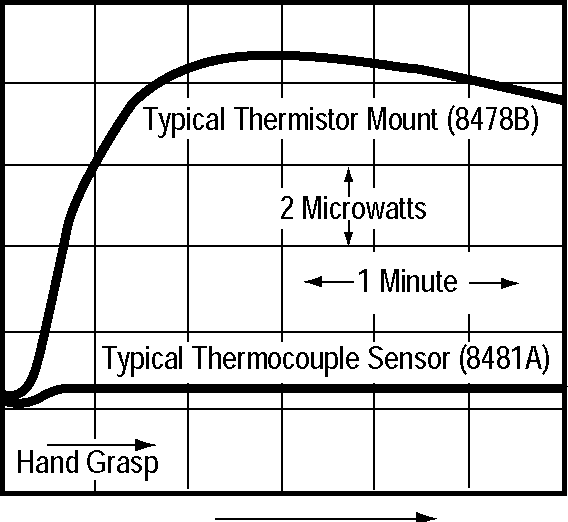 Typical Thermistor Mount (8478B)
2 Microwatts
1 Minute
Typical Thermocouple Sensor (8481A)
Hand Grasp